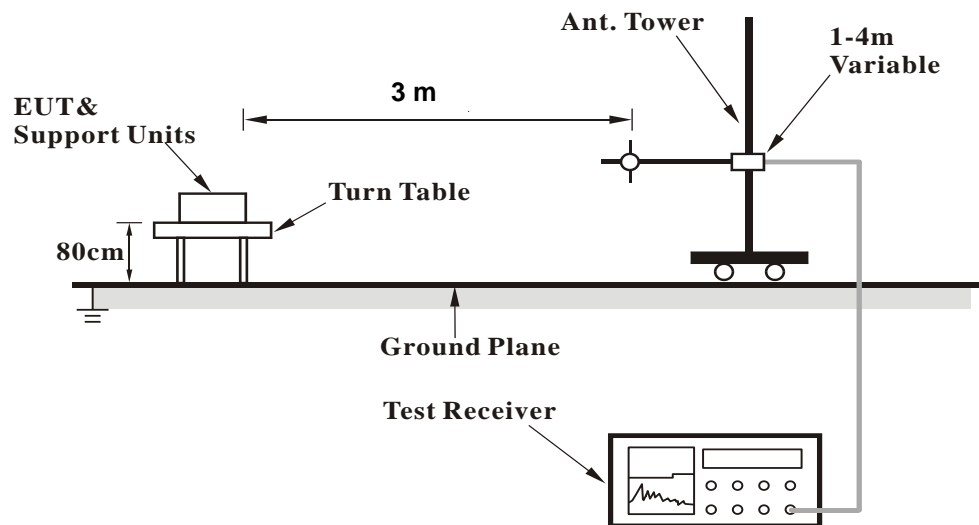 Ant. Tower
1-4m
Variable
3 m
EUT&
Support Units
Turn Table
80cm
Ground Plane
Test Receiver